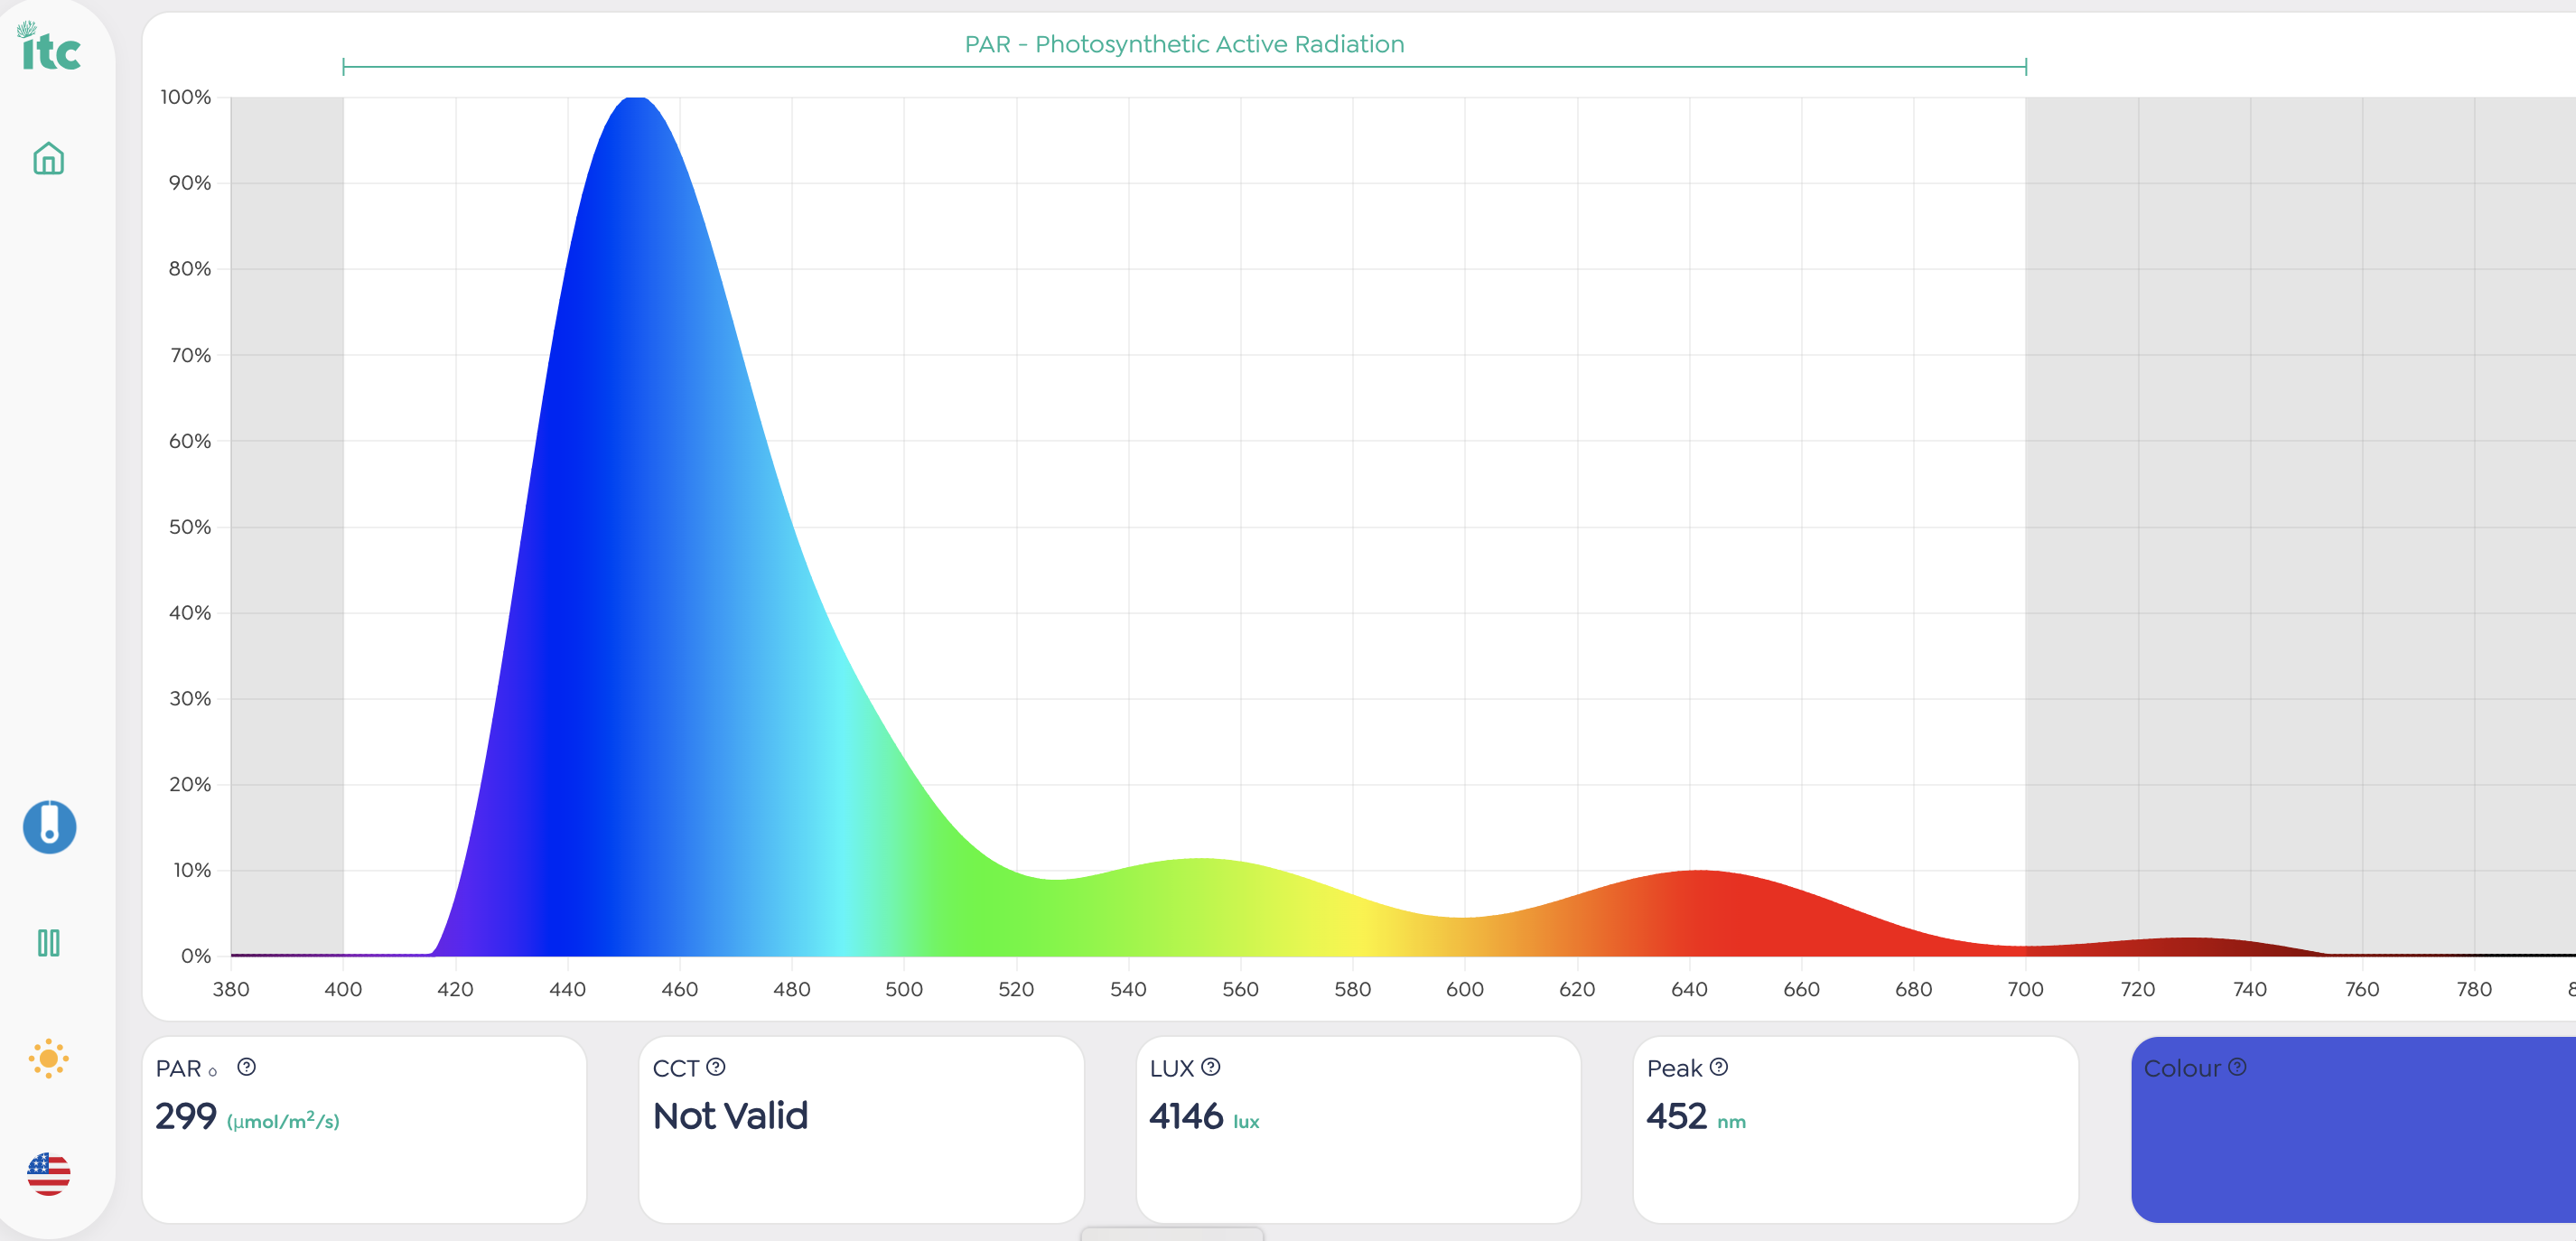 itc
PAR - Photosynthetic Active Radiation
100%
90%
80%
70%
60%
50%
40%
30%
20%
10%
0%
380 400 420 440 460 480 500 520 540 560 580 600 620 640 660 680 700 720 740 760 780
PAR ?
299 (μmol/m²/s)
CCT ?
Not Valid
LUX ?
4146 lux
Peak ?
452 nm
Colour ?